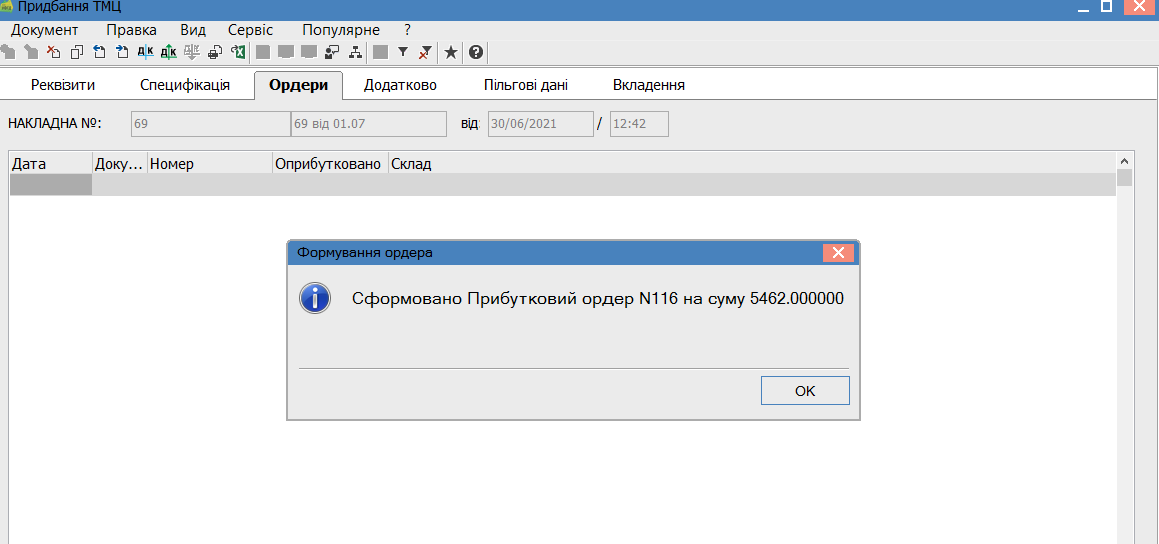 Придбання ТМЦ
Документ Правка Вид Сервіс Популярне ?
Реквізити Специфікація Ордери Додатково Пільгові дані Вкладення
НАКЛАДНА №: 69 69 від 01.07 від: 30/06/2021 / 12:42
Дата Доку... Номер Оприбутковано Склад
Формування ордера
Сформовано Прибутковий ордер N116 на суму 5462.000000
OK